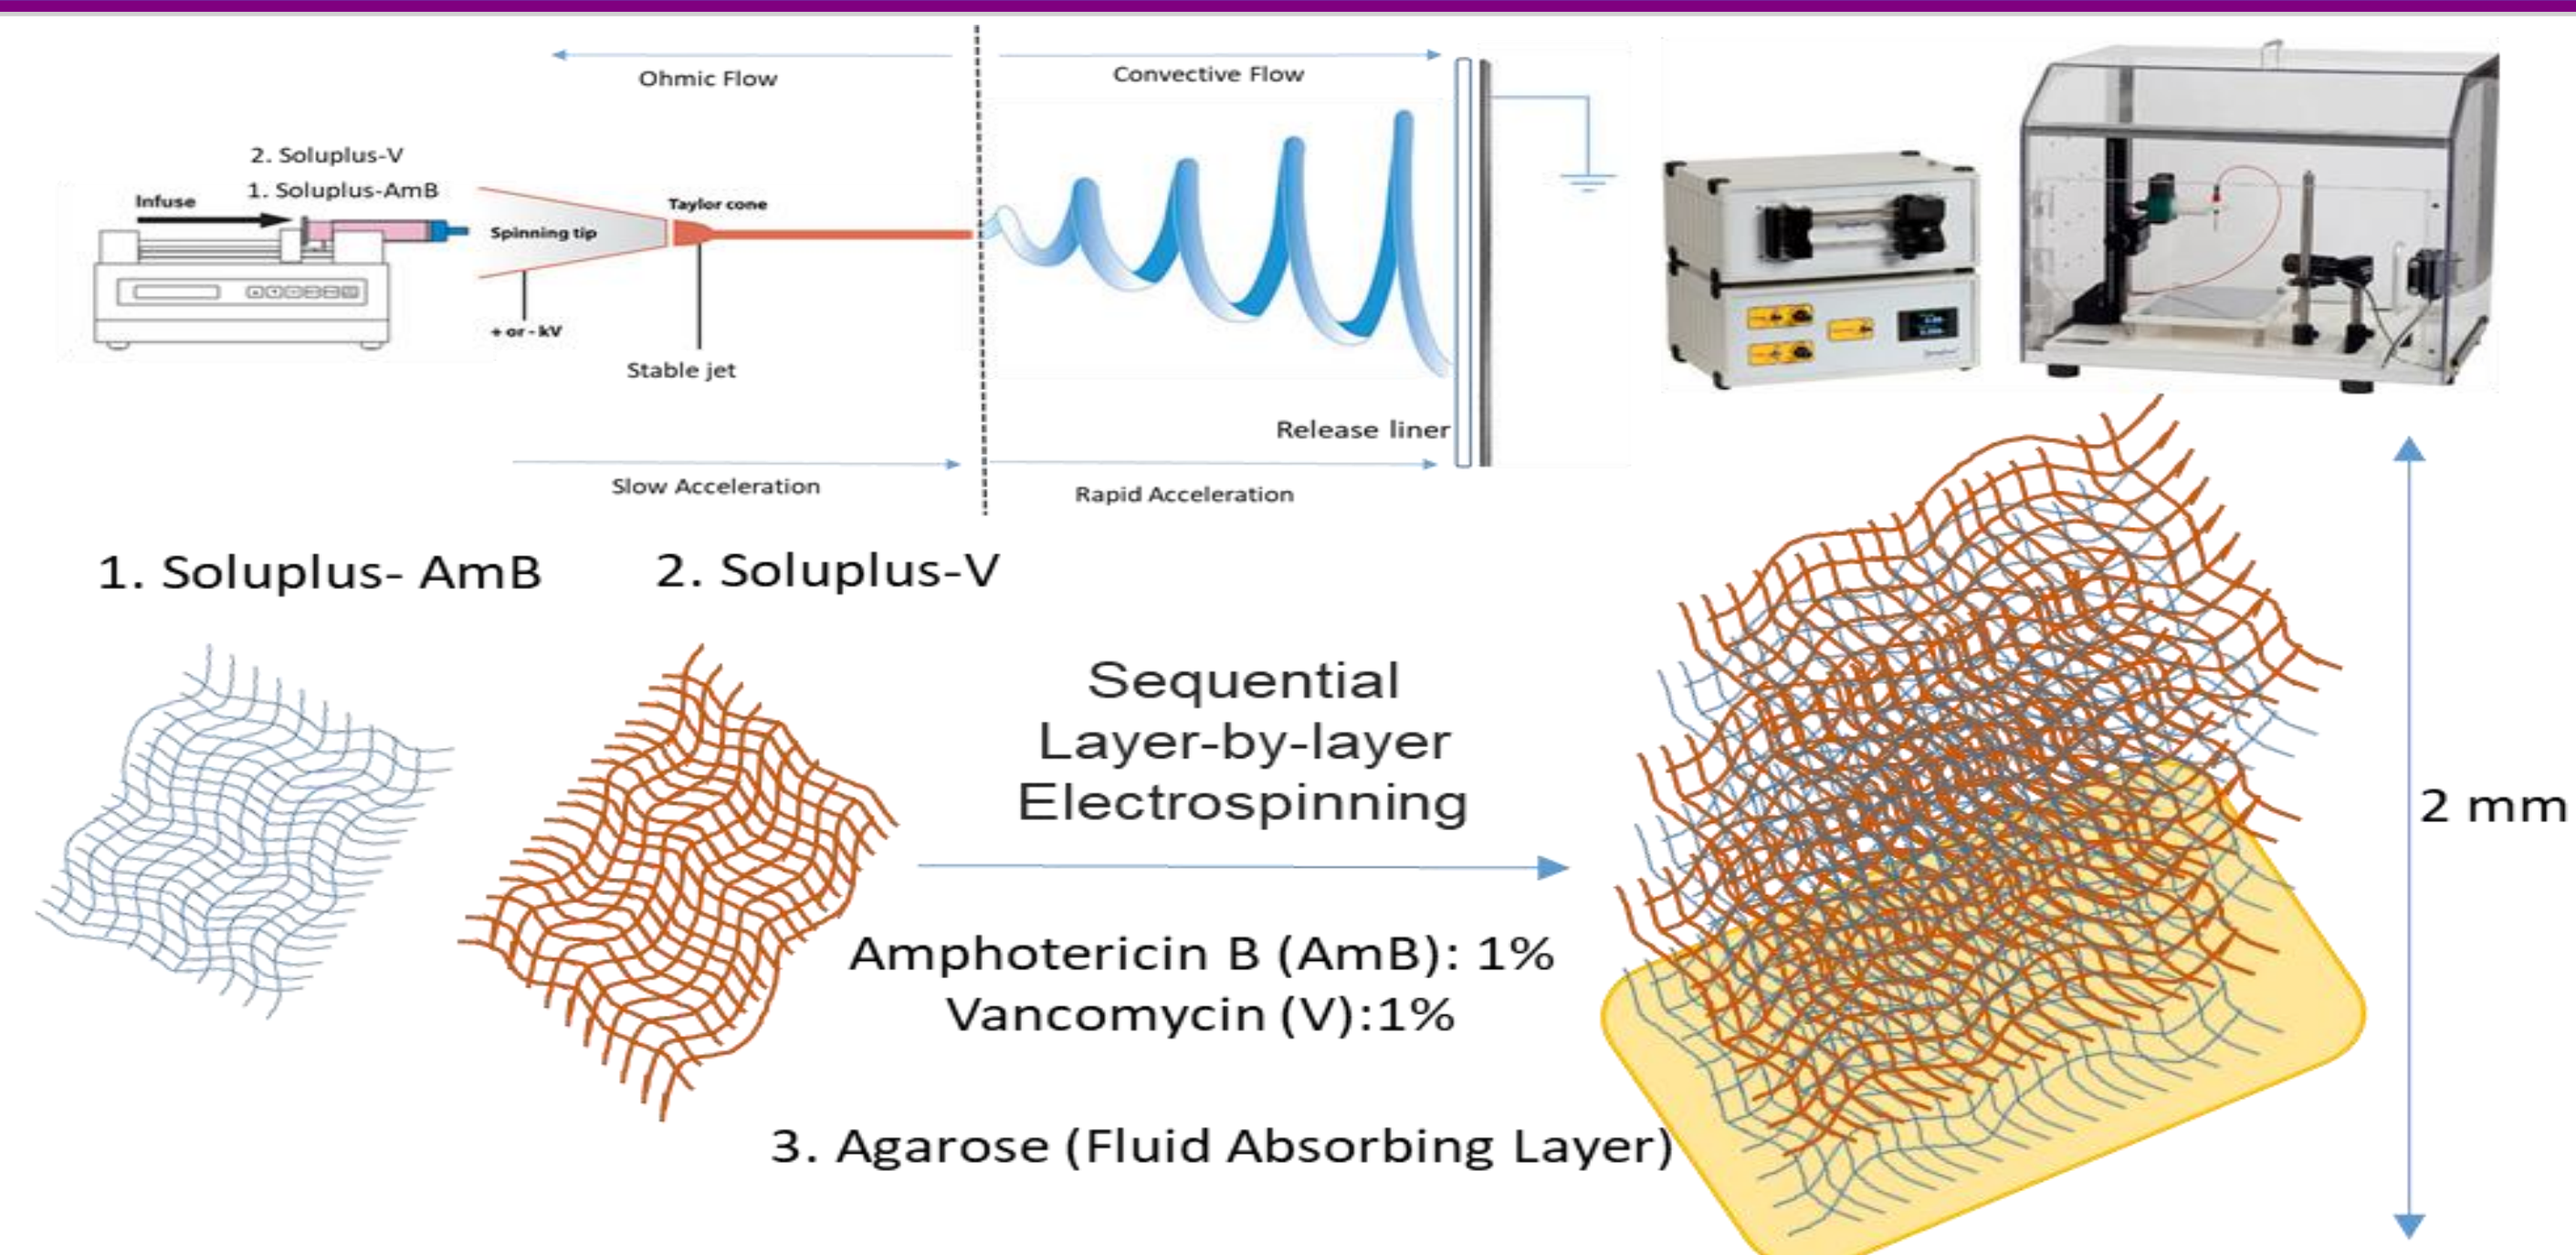 Ohmic Flow
Convective Flow
2. Soluplus-V
1. Soluplus-AmB
Infuse
Spinning tip
Taylor cone
+ or - kV
Stable jet
Release liner
Slow Acceleration
Rapid Acceleration
1. Soluplus- AmB
2. Soluplus-V
Sequential
Layer-by-layer
Electrospinning
2 mm
Amphotericin B (AmB): 1%
Vancomycin (V):1%
3. Agarose (Fluid Absorbing Layer)